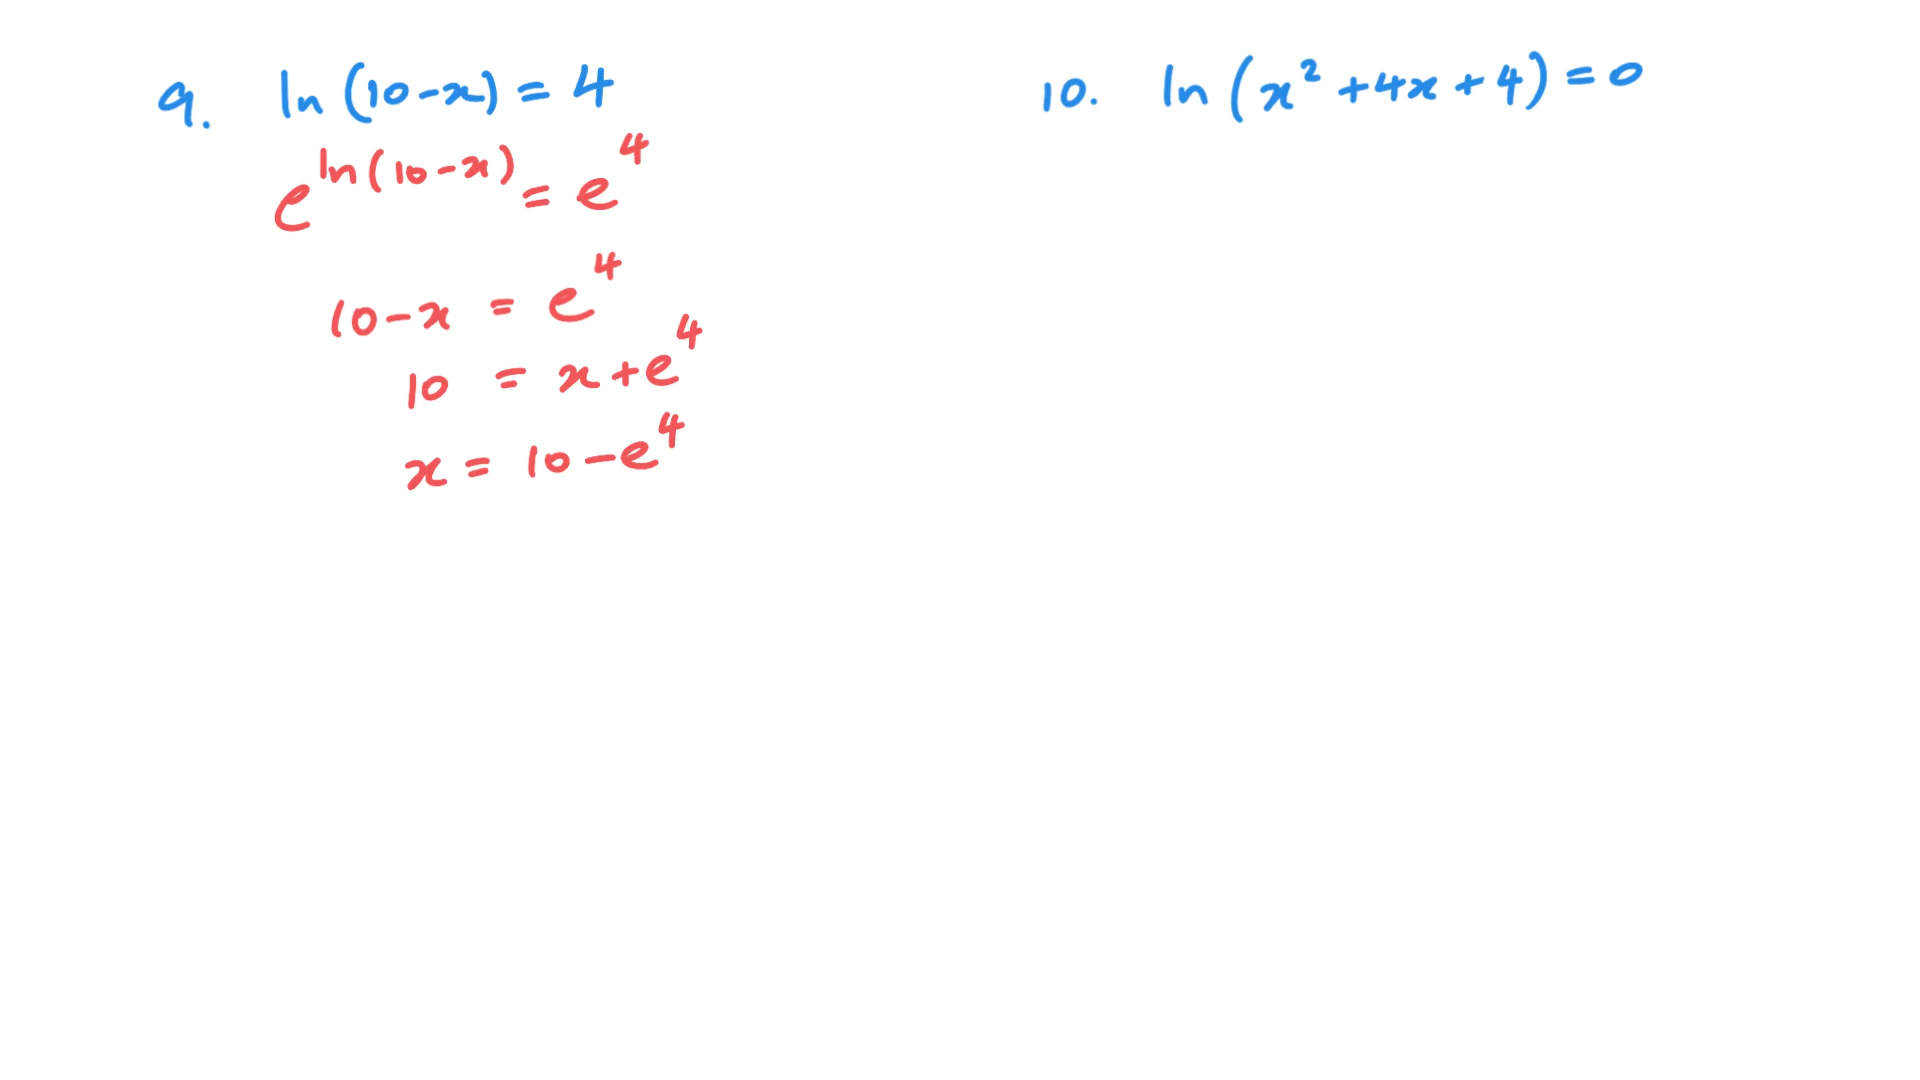 9. ln(10-x) = 4
e^ln(10-x) = e^4
10-x = e^4
10 = x+e^4
x = 10-e^4
10. ln(x²+4x+4) = 0